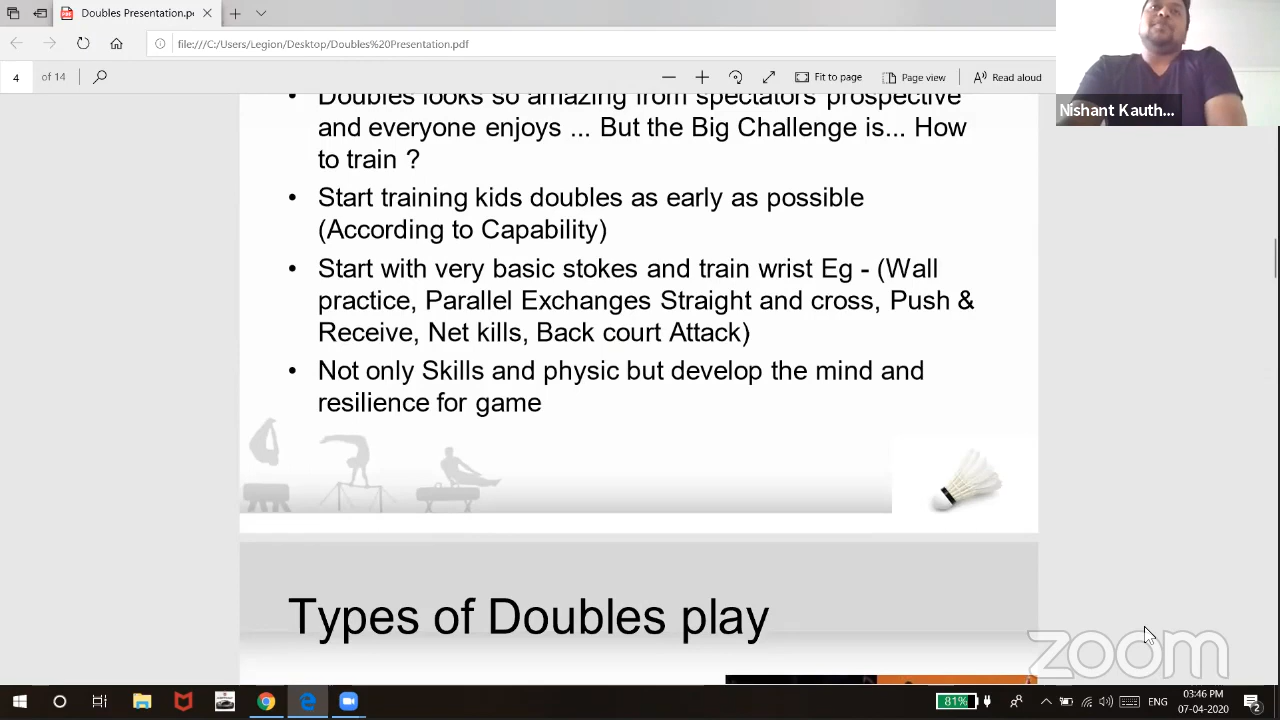 Doubles Presentation.pdf
file:///C:/Users/Legion/Desktop/Doubles%20Presentation.pdf
4 of 14
Fit to page
Page view
Read aloud
Nishant Kauth...
• Doubles looks so amazing from spectators prospective
and everyone enjoys ... But the Big Challenge is... How
to train ?
• Start training kids doubles as early as possible
(According to Capability)
• Start with very basic stokes and train wrist Eg - (Wall
practice, Parallel Exchanges Straight and cross, Push &
Receive, Net kills, Back court Attack)
• Not only Skills and physic but develop the mind and
resilience for game
Types of Doubles play
zoom
81%
ENG
03:46 PM
07-04-2020
2